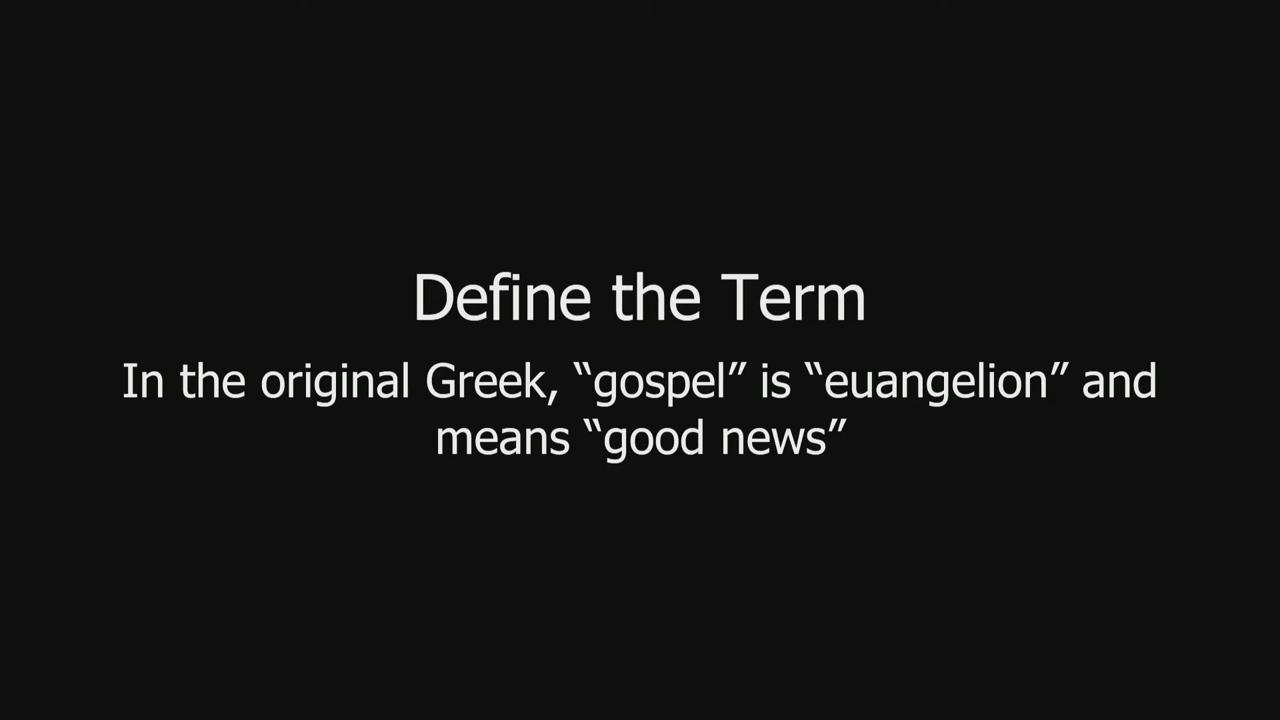 Define the Term
In the original Greek, “gospel” is “euangelion” and
means “good news”